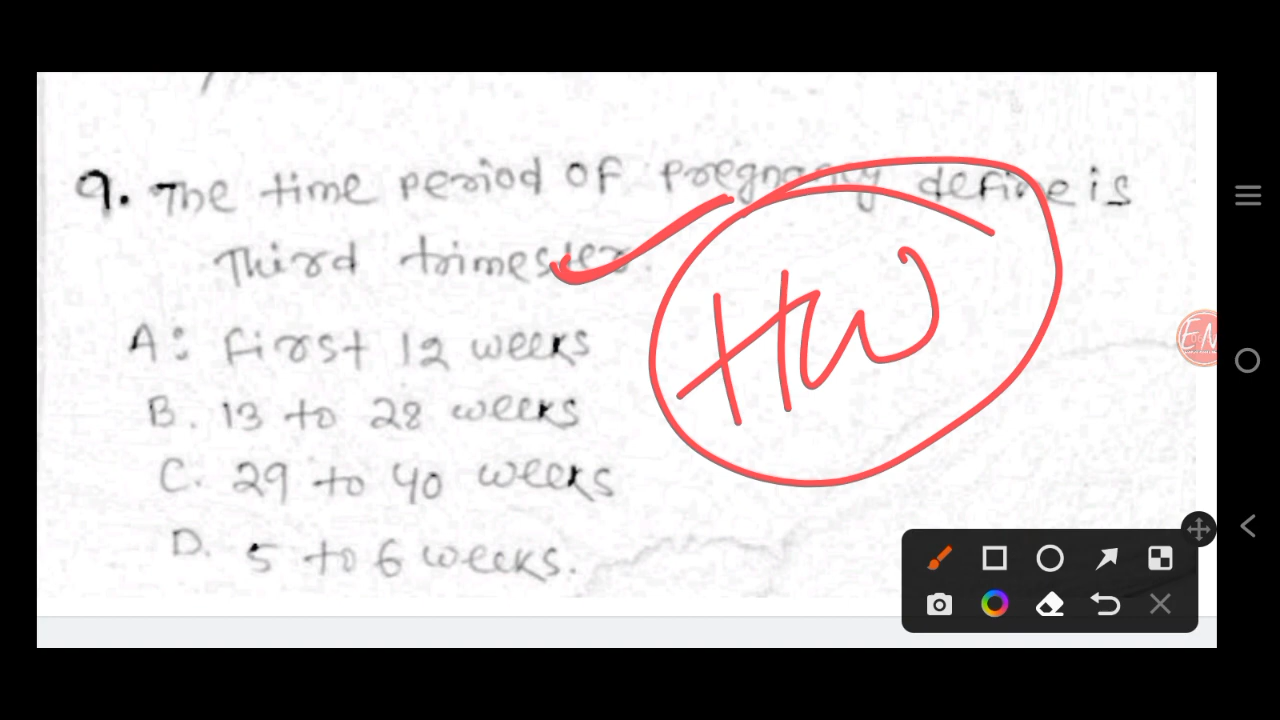 9. The time period of pregnancy define is
Third trimester.
HW
A: First 12 weeks
B. 13 to 28 weeks
C. 29 to 40 weeks
D. 5 to 6 weeks.
EN